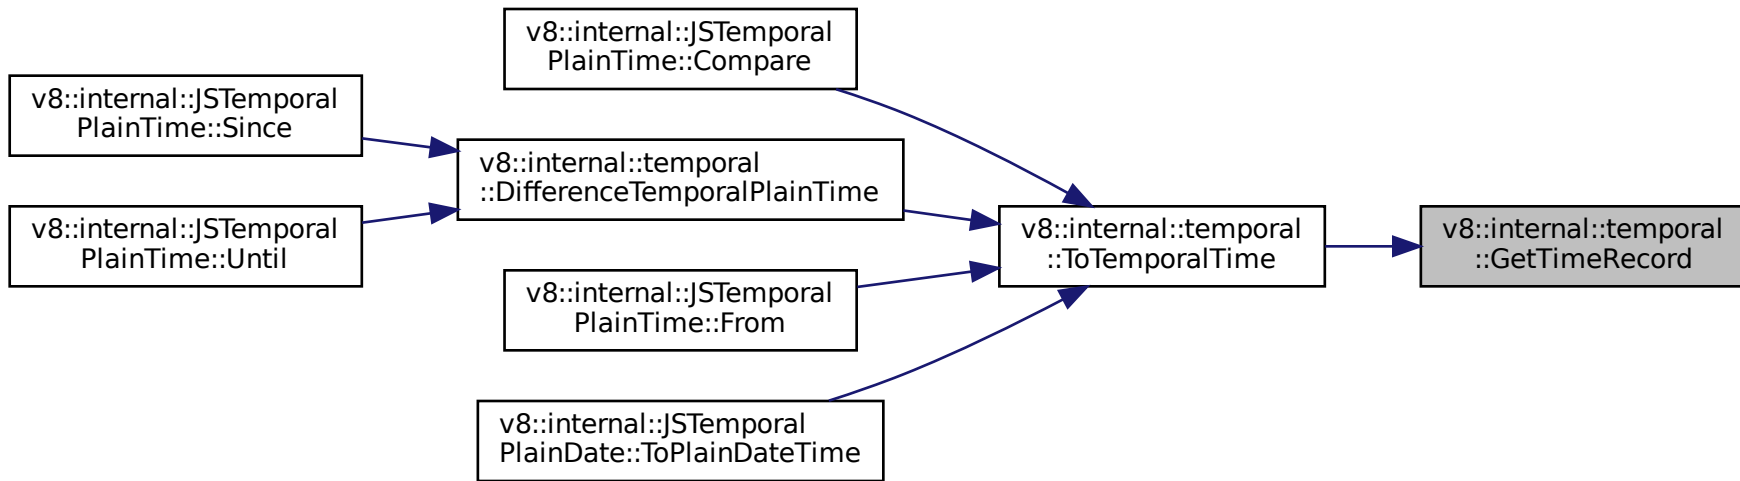 v8::internal::JSTemporal
PlainTime::Since
v8::internal::JSTemporal
PlainTime::Until
v8::internal::JSTemporal
PlainTime::Compare
v8::internal::temporal
::DifferenceTemporalPlainTime
v8::internal::JSTemporal
PlainTime::From
v8::internal::JSTemporal
PlainDate::ToPlainDateTime
v8::internal::temporal
::ToTemporalTime
v8::internal::temporal
::GetTimeRecord